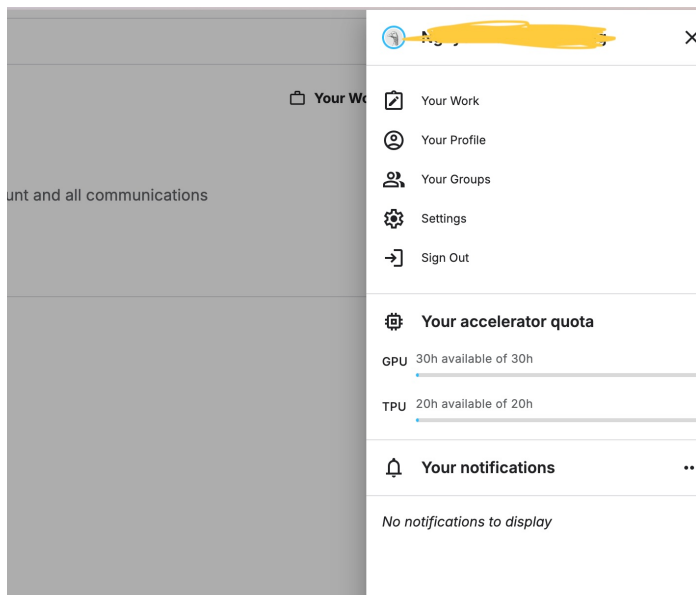 Your Wo
unt and all communications
Your Work
Your Profile
Your Groups
Settings
Sign Out
Your accelerator quota
GPU 30h available of 30h
TPU 20h available of 20h
Your notifications
No notifications to display